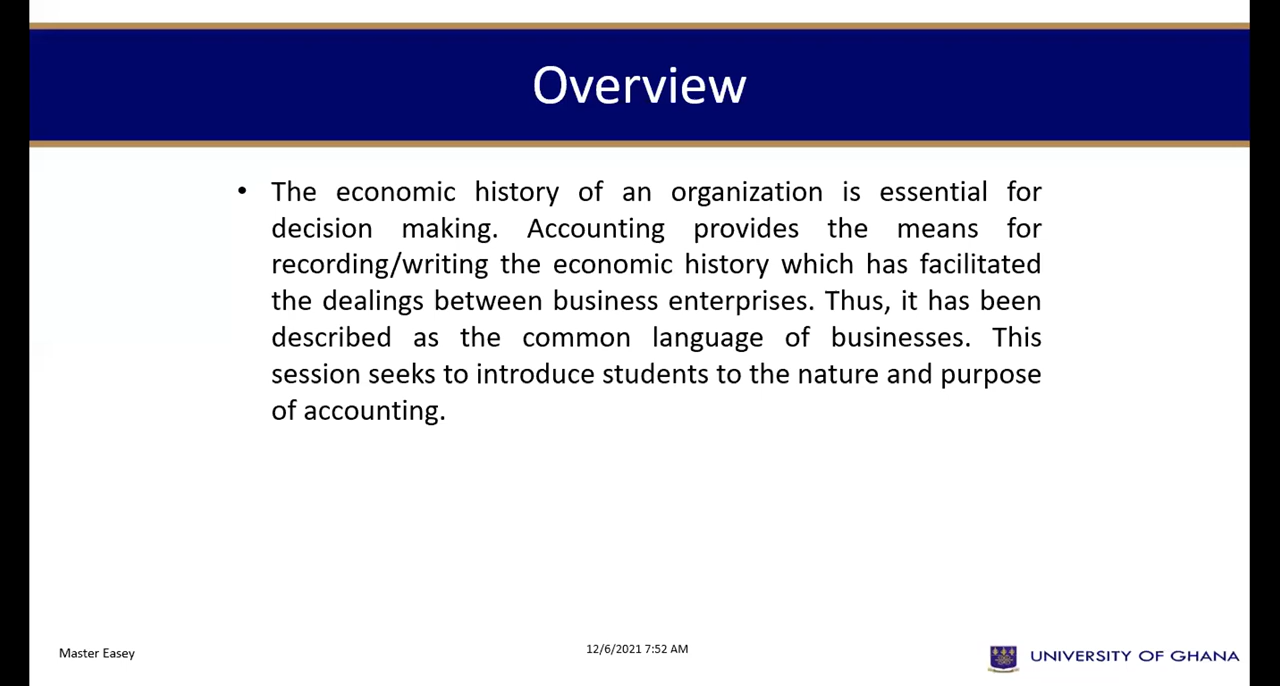 Overview
• The economic history of an organization is essential for
decision making. Accounting provides the means for
recording/writing the economic history which has facilitated
the dealings between business enterprises. Thus, it has been
described as the common language of businesses. This
session seeks to introduce students to the nature and purpose
of accounting.
Master Easey
12/6/2021 7:52 AM
UNIVERSITY OF GHANA